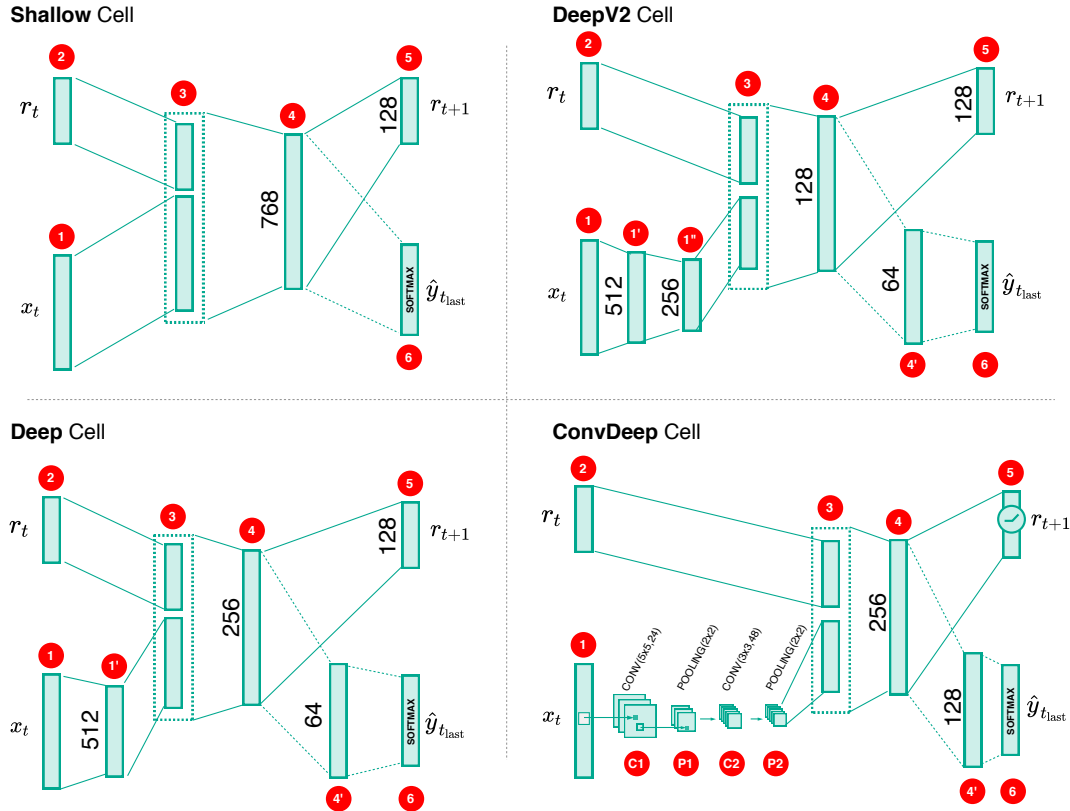 Shallow Cell
2
5
3
4
r_t
128
r_{t+1}
768
1
x_t
SOFTMAX
ŷ_{t_last}
6
DeepV2 Cell
2
5
3
4
r_t
128
r_{t+1}
128
1
1'
1"
x_t
512
256
64
SOFTMAX
ŷ_{t_last}
4'
6
Deep Cell
2
5
3
4
r_t
128
r_{t+1}
256
1
1'
x_t
512
64
SOFTMAX
ŷ_{t_last}
4'
6
ConvDeep Cell
2
5
3
4
r_t
r_{t+1}
256
1
CONV(5x5,24)
POOLING(2x2)
CONV(3x3,48)
POOLING(2x2)
x_t
128
SOFTMAX
ŷ_{t_last}
C1
P1
C2
P2
4'
6